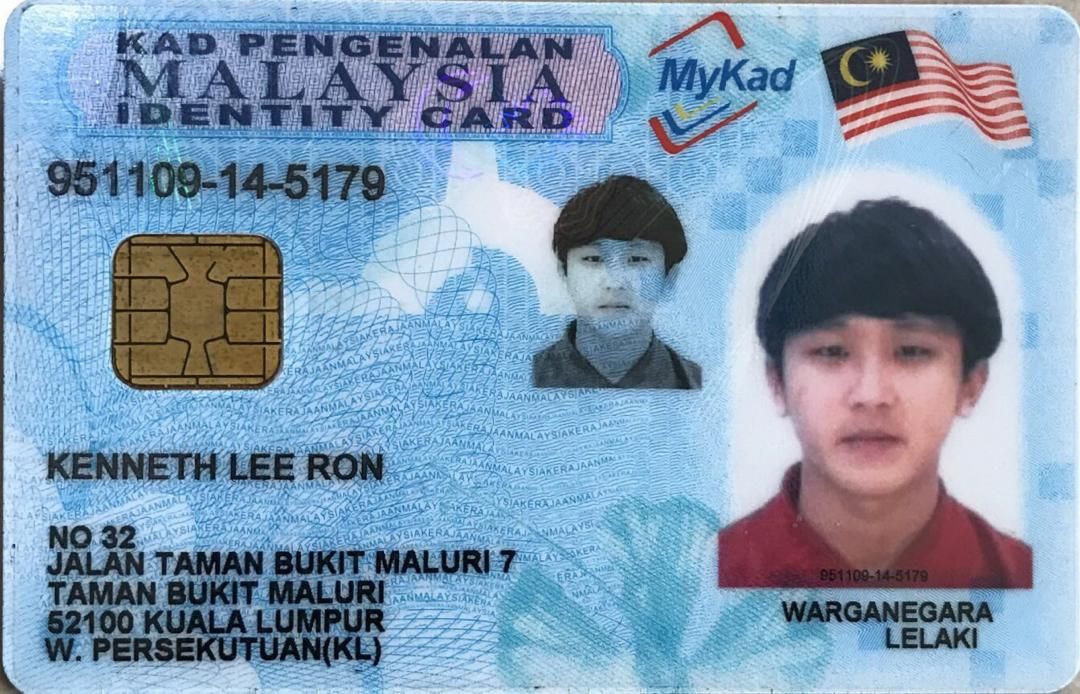 KAD PENGENALAN
MALAYSIA
IDENTITY CARD
MyKad
951109-14-5179
KENNETH LEE RON
NO 32
JALAN TAMAN BUKIT MALURI 7
TAMAN BUKIT MALURI
52100 KUALA LUMPUR
W. PERSEKUTUAN(KL)
951109-14-5179
WARGANEGARA
LELAKI